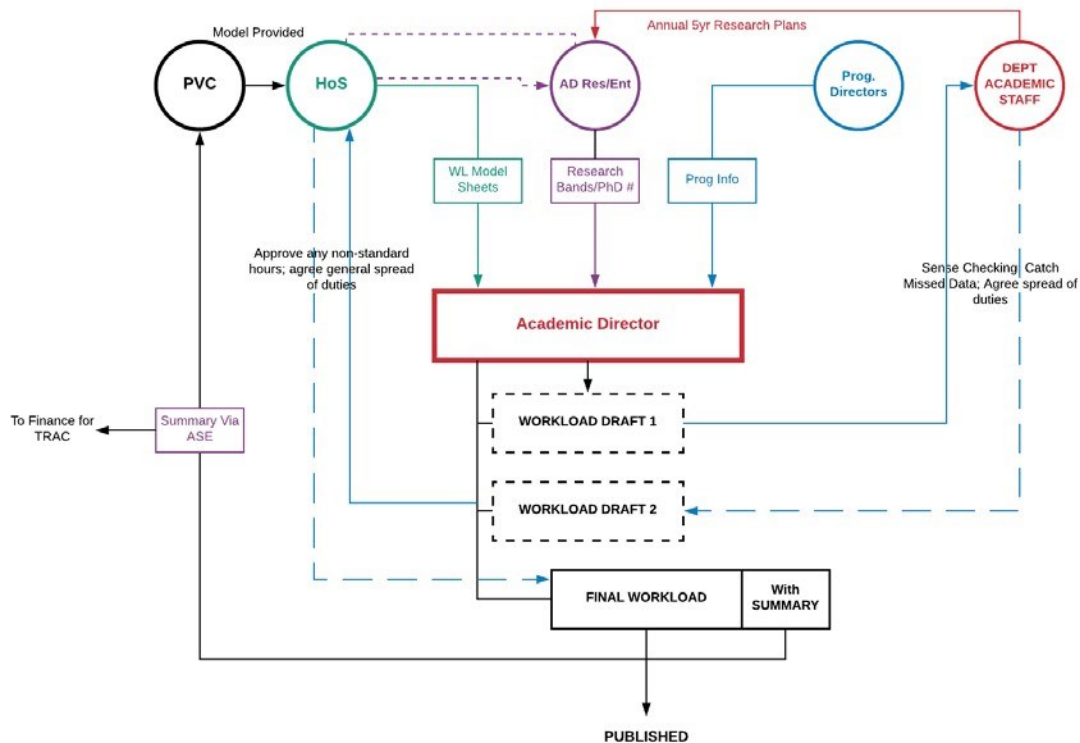 Annual 5yr Research Plans
Model Provided
PVC
HoS
AD Res/Ent
Prog.
Directors
DEPT
ACADEMIC
STAFF
WL Model
Sheets
Research
Bands/PhD #
Prog Info
Approve any non-standard
hours; agree general spread
of duties
Sense Checking, Catch
Missed Data; Agree spread of
duties
Academic Director
To Finance for
TRAC
Summary Via
ASE
WORKLOAD DRAFT 1
WORKLOAD DRAFT 2
FINAL WORKLOAD
With
SUMMARY
PUBLISHED